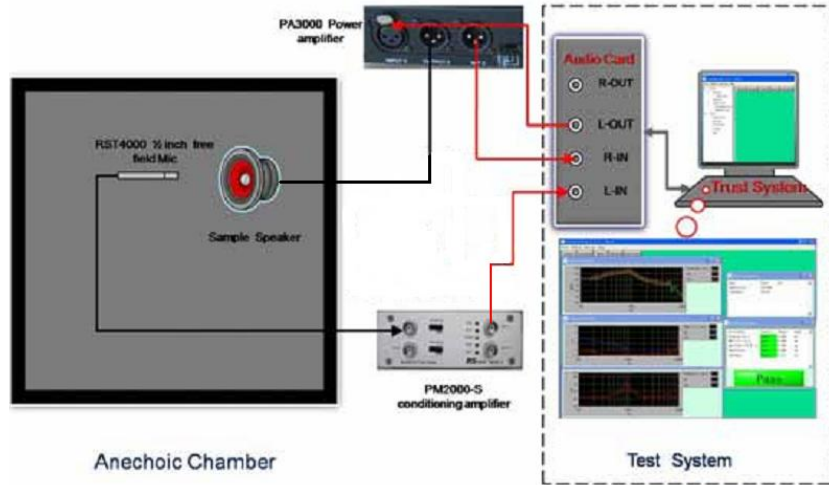 PA3000 Power
amplifier
Audio Card
R-OUT
L-OUT
R-IN
L-IN
RST4000 ½ inch free
field Mic
Sample Speaker
Trust System
PM2000-S
conditioning amplifier
Pass
Anechoic Chamber
Test System